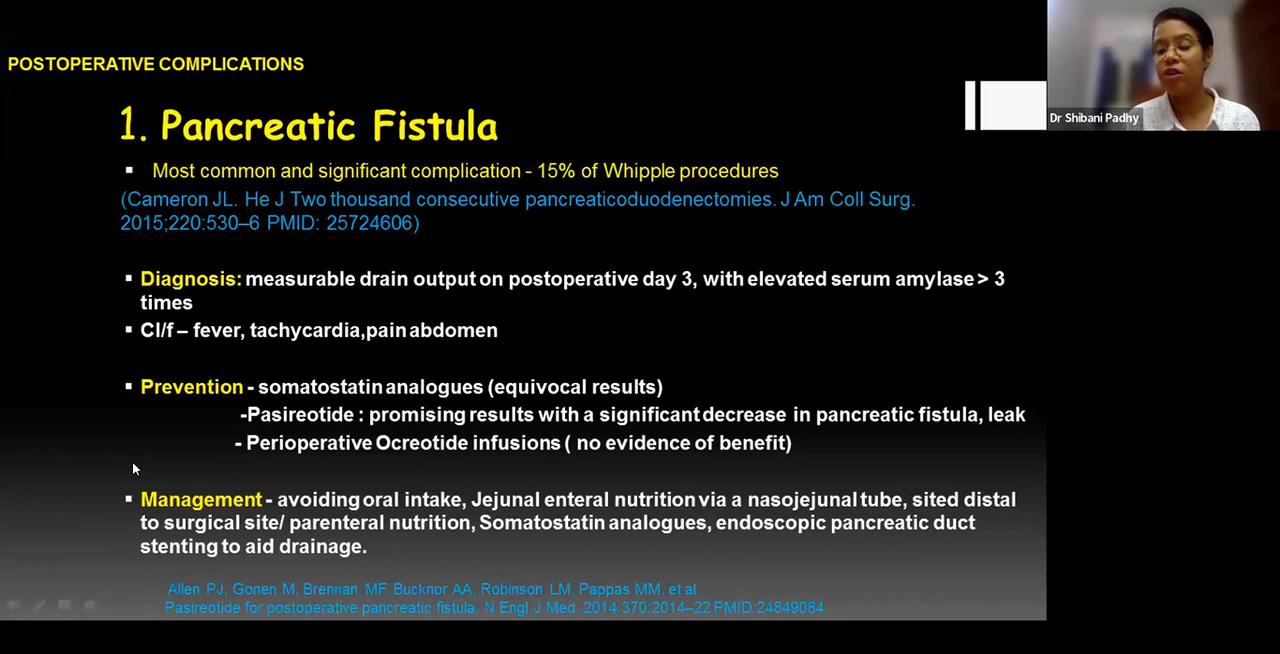 POSTOPERATIVE COMPLICATIONS
1. Pancreatic Fistula
▪ Most common and significant complication - 15% of Whipple procedures
(Cameron JL. He J Two thousand consecutive pancreaticoduodenectomies. J Am Coll Surg.
2015;220:530–6 PMID: 25724606)
▪ Diagnosis: measurable drain output on postoperative day 3, with elevated serum amylase > 3
times
▪ Cl/f – fever, tachycardia,pain abdomen
▪ Prevention - somatostatin analogues (equivocal results)
-Pasireotide : promising results with a significant decrease in pancreatic fistula, leak
- Perioperative Ocreotide infusions ( no evidence of benefit)
▪ Management - avoiding oral intake, Jejunal enteral nutrition via a nasojejunal tube, sited distal
to surgical site/ parenteral nutrition, Somatostatin analogues, endoscopic pancreatic duct
stenting to aid drainage.
Allen PJ, Gonen M, Brennan, MF. Bucknor AA, Robinson LM, Pappas MM, et al.
Pasireotide for postoperative pancreatic fistula. N Engl J Med. 2014 370:2014–22 PMID:24849084.
Dr Shibani Padhy